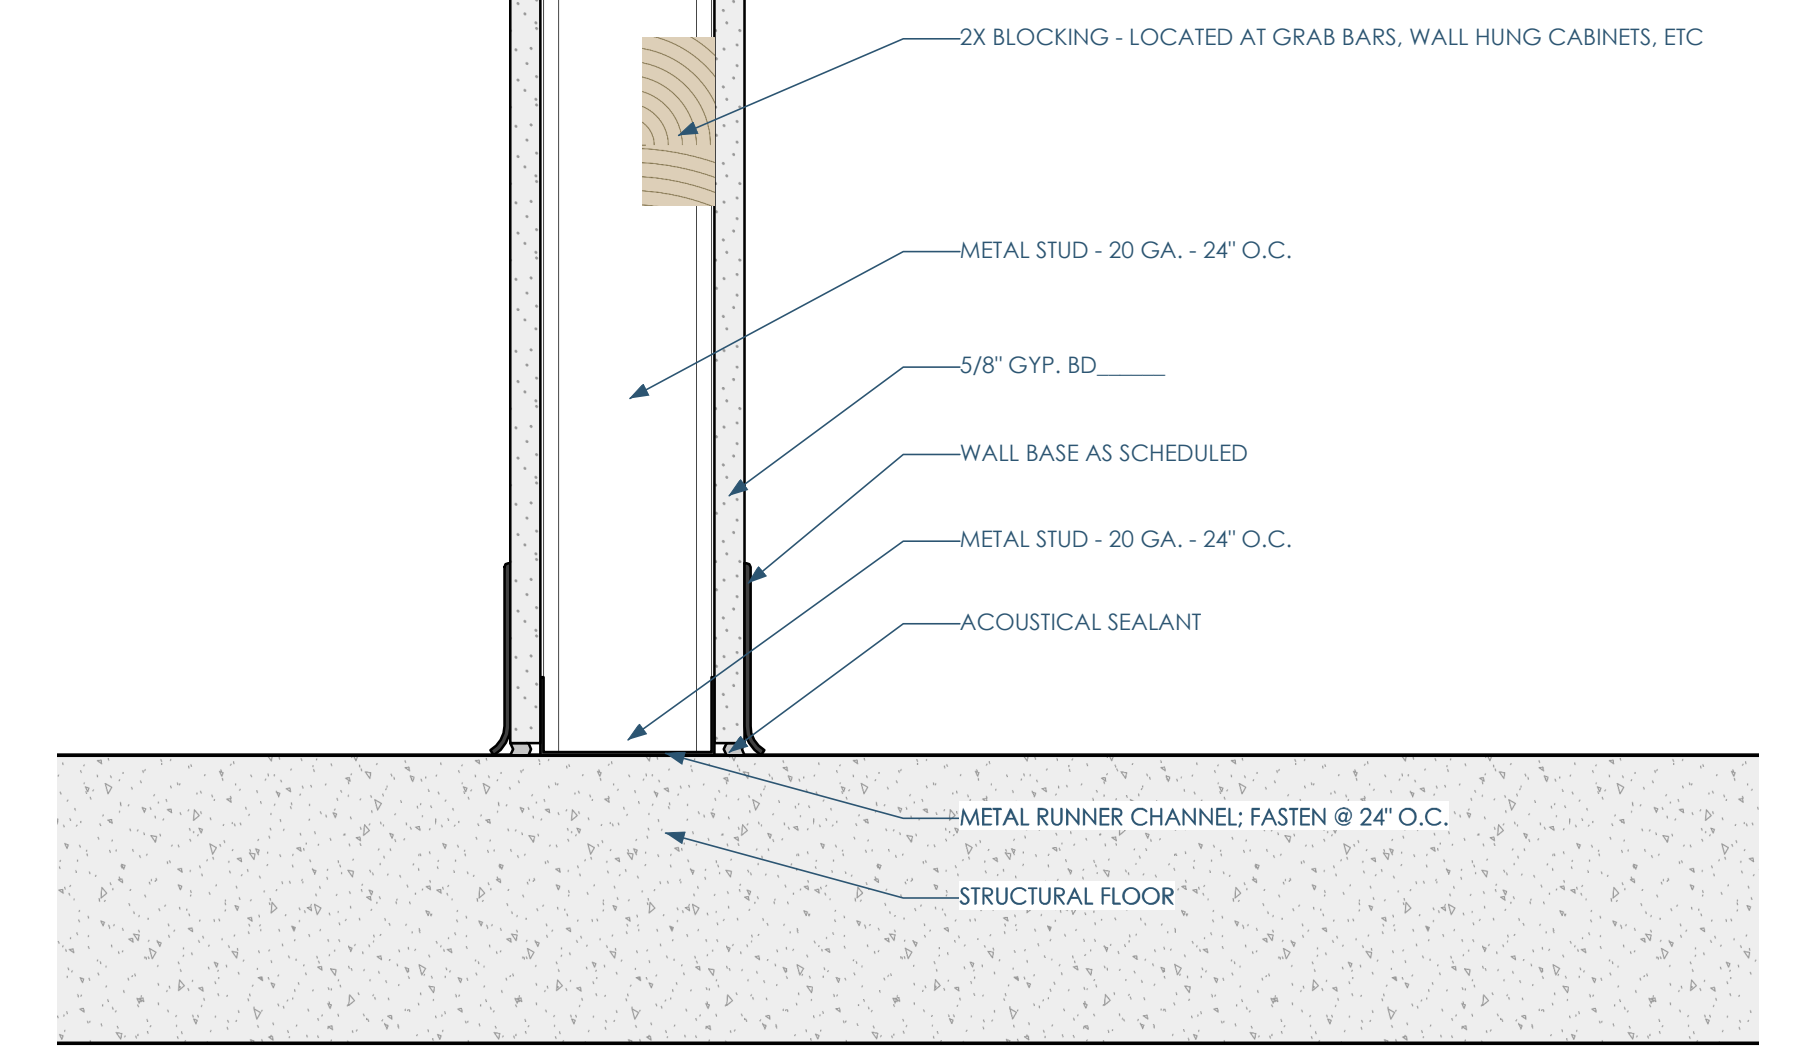 2X BLOCKING - LOCATED AT GRAB BARS, WALL HUNG CABINETS, ETC
METAL STUD - 20 GA. - 24" O.C.
5/8" GYP. BD______
WALL BASE AS SCHEDULED
METAL STUD - 20 GA. - 24" O.C.
ACOUSTICAL SEALANT
METAL RUNNER CHANNEL; FASTEN @ 24" O.C.
STRUCTURAL FLOOR